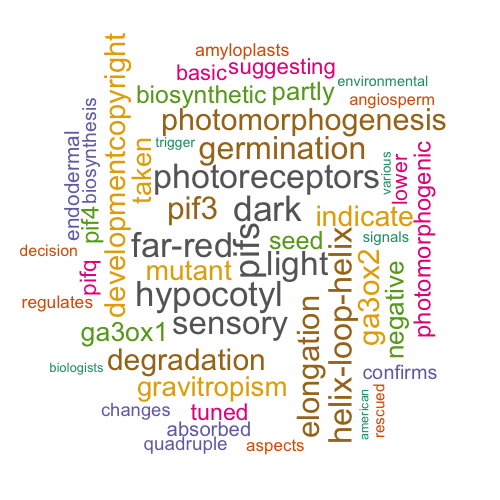 amyloplasts
basic
suggesting
environmental
biosynthetic
partly
angiosperm
photomorphogenesis
developmentcopyright
taken
trigger
germination
various
lower
photomorphogenic
endodermal
biosynthesis
pif4
photoreceptors
pif3
dark
indicate
signals
decision
pifq
far-red
pifs
seed
light
helix-loop-helix
ga3ox2
negative
mutant
regulates
hypocotyl
sensory
elongation
ga3ox1
degradation
biologists
confirms
gravitropism
american
rescued
changes
tuned
absorbed
quadruple
aspects